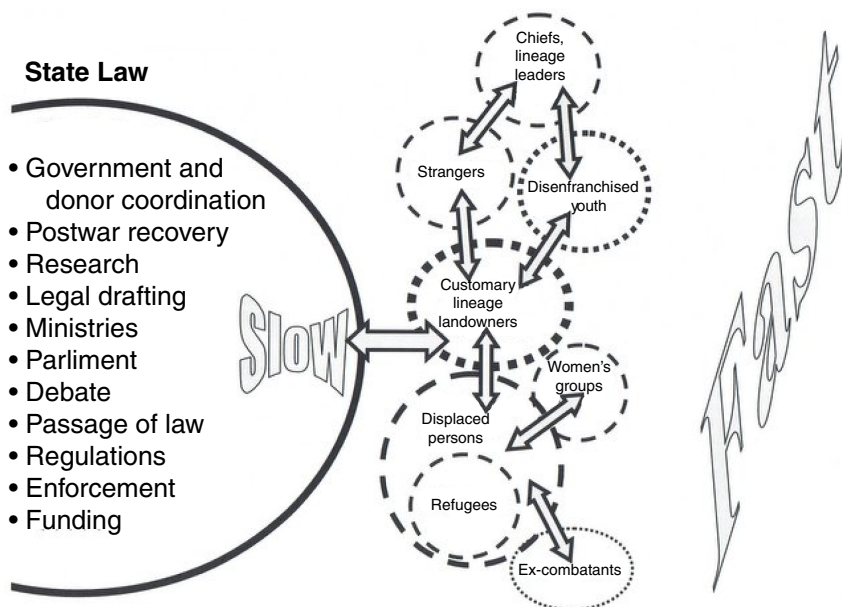 State Law
• Government and
donor coordination
• Postwar recovery
• Research
• Legal drafting
• Ministries
• Parliment
• Debate
• Passage of law
• Regulations
• Enforcement
• Funding
Slow
Chiefs,
lineage
leaders
Strangers
Disenfranchised
youth
Customary
lineage
landowners
Women's
groups
Displaced
persons
Refugees
Ex-combatants
Fast